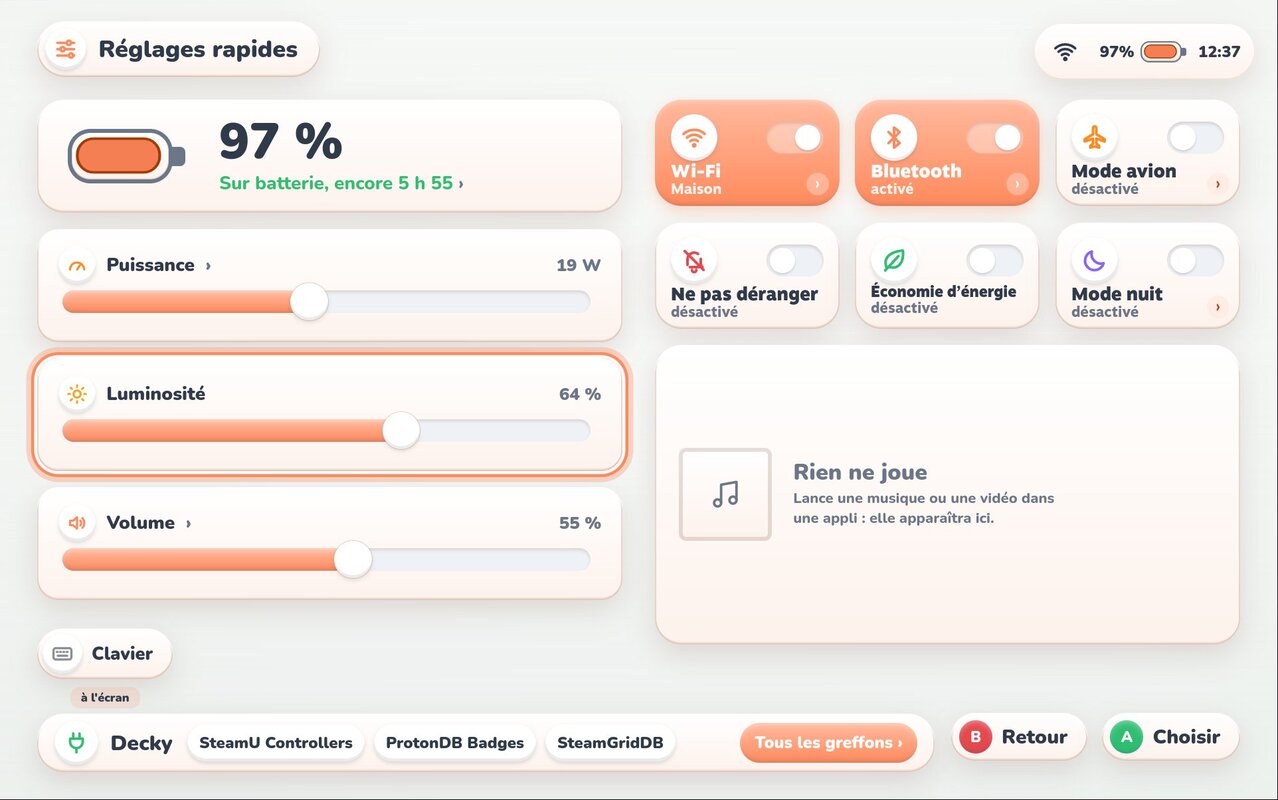 Réglages rapides
97% 12:37
97 %
Sur batterie, encore 5 h 55 ›
Puissance ›
19 W
Luminosité
64 %
Volume ›
55 %
Wi-Fi
Maison
Bluetooth
activé
Mode avion
désactivé
Ne pas déranger
désactivé
Économie d’énergie
désactivé
Mode nuit
désactivé
Rien ne joue
Lance une musique ou une vidéo dans
une appli : elle apparaîtra ici.
Clavier
à l'écran
Decky
SteamU Controllers
ProtonDB Badges
SteamGridDB
Tous les greffons ›
B Retour
A Choisir